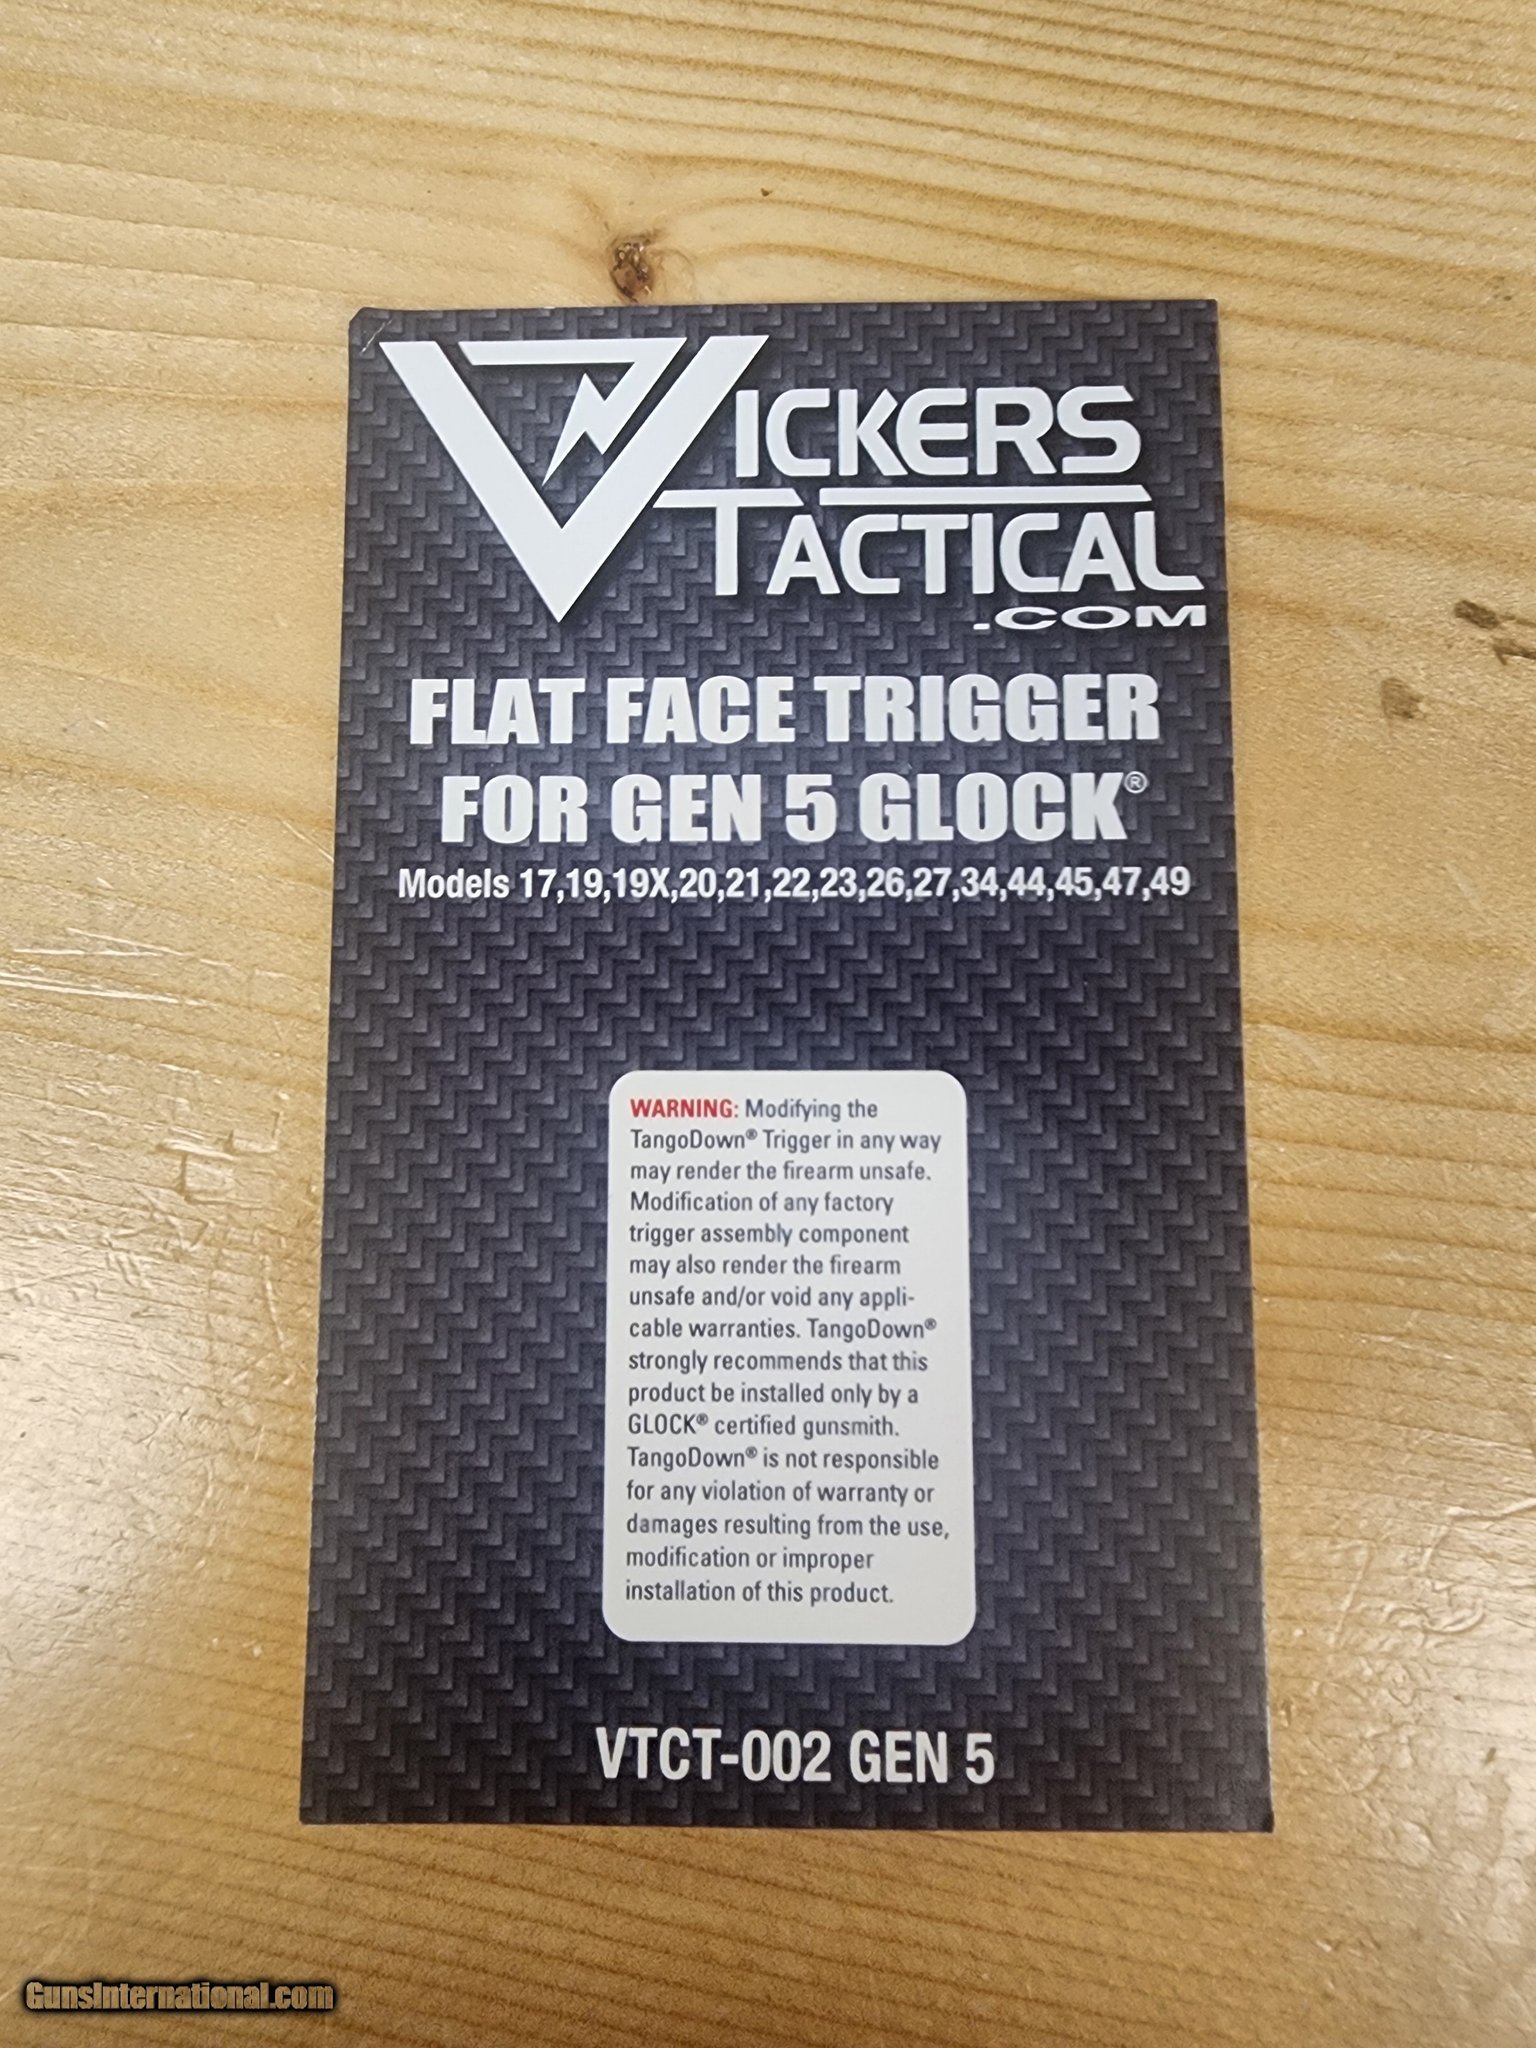 VICKERS
TACTICAL
.COM
FLAT FACE TRIGGER
FOR GEN 5 GLOCK®
Models 17,19,19X,20,21,22,23,26,27,34,44,45,47,49
WARNING: Modifying the
TangoDown® Trigger in any way
may render the firearm unsafe.
Modification of any factory
trigger assembly component
may also render the firearm
unsafe and/or void any appli-
cable warranties. TangoDown®
strongly recommends that this
product be installed only by a
GLOCK® certified gunsmith.
TangoDown® is not responsible
for any violation of warranty or
damages resulting from the use,
modification or improper
installation of this product.
VTCT-002 GEN 5
GunsInternational.com